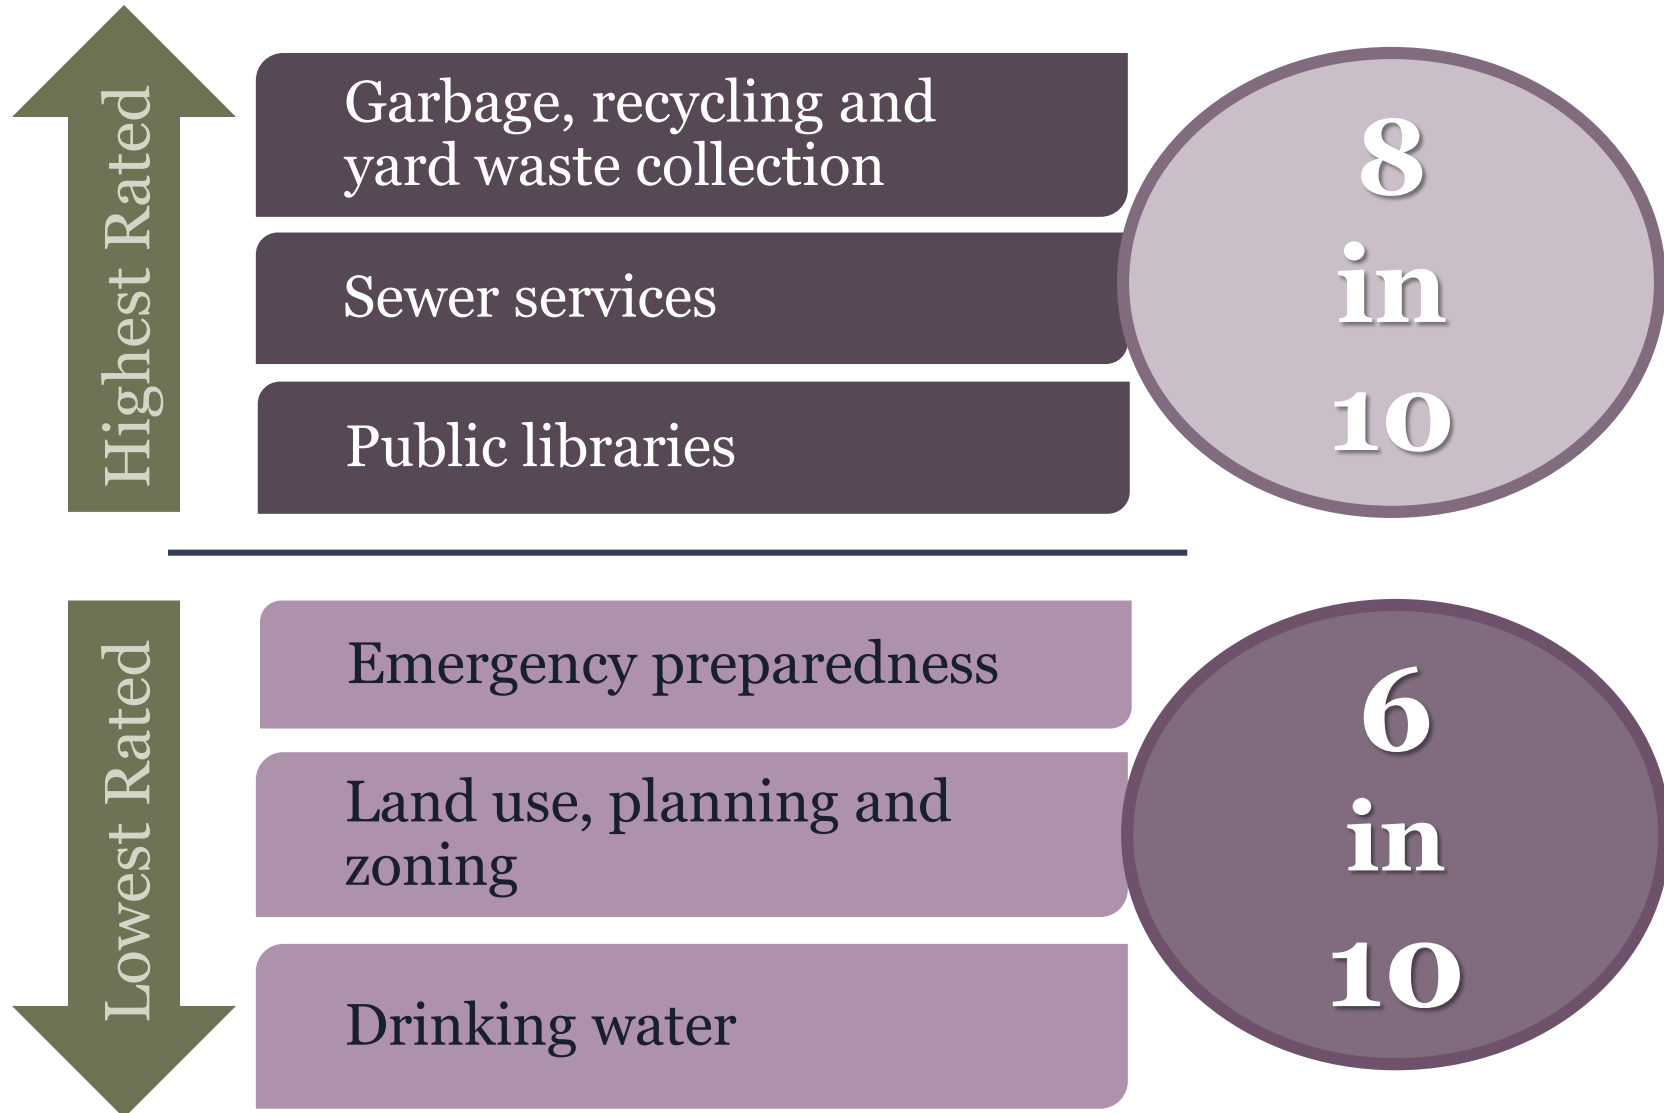 Highest Rated
Garbage, recycling and
yard waste collection
Sewer services
Public libraries
8
in
10
Lowest Rated
Emergency preparedness
Land use, planning and
zoning
Drinking water
6
in
10